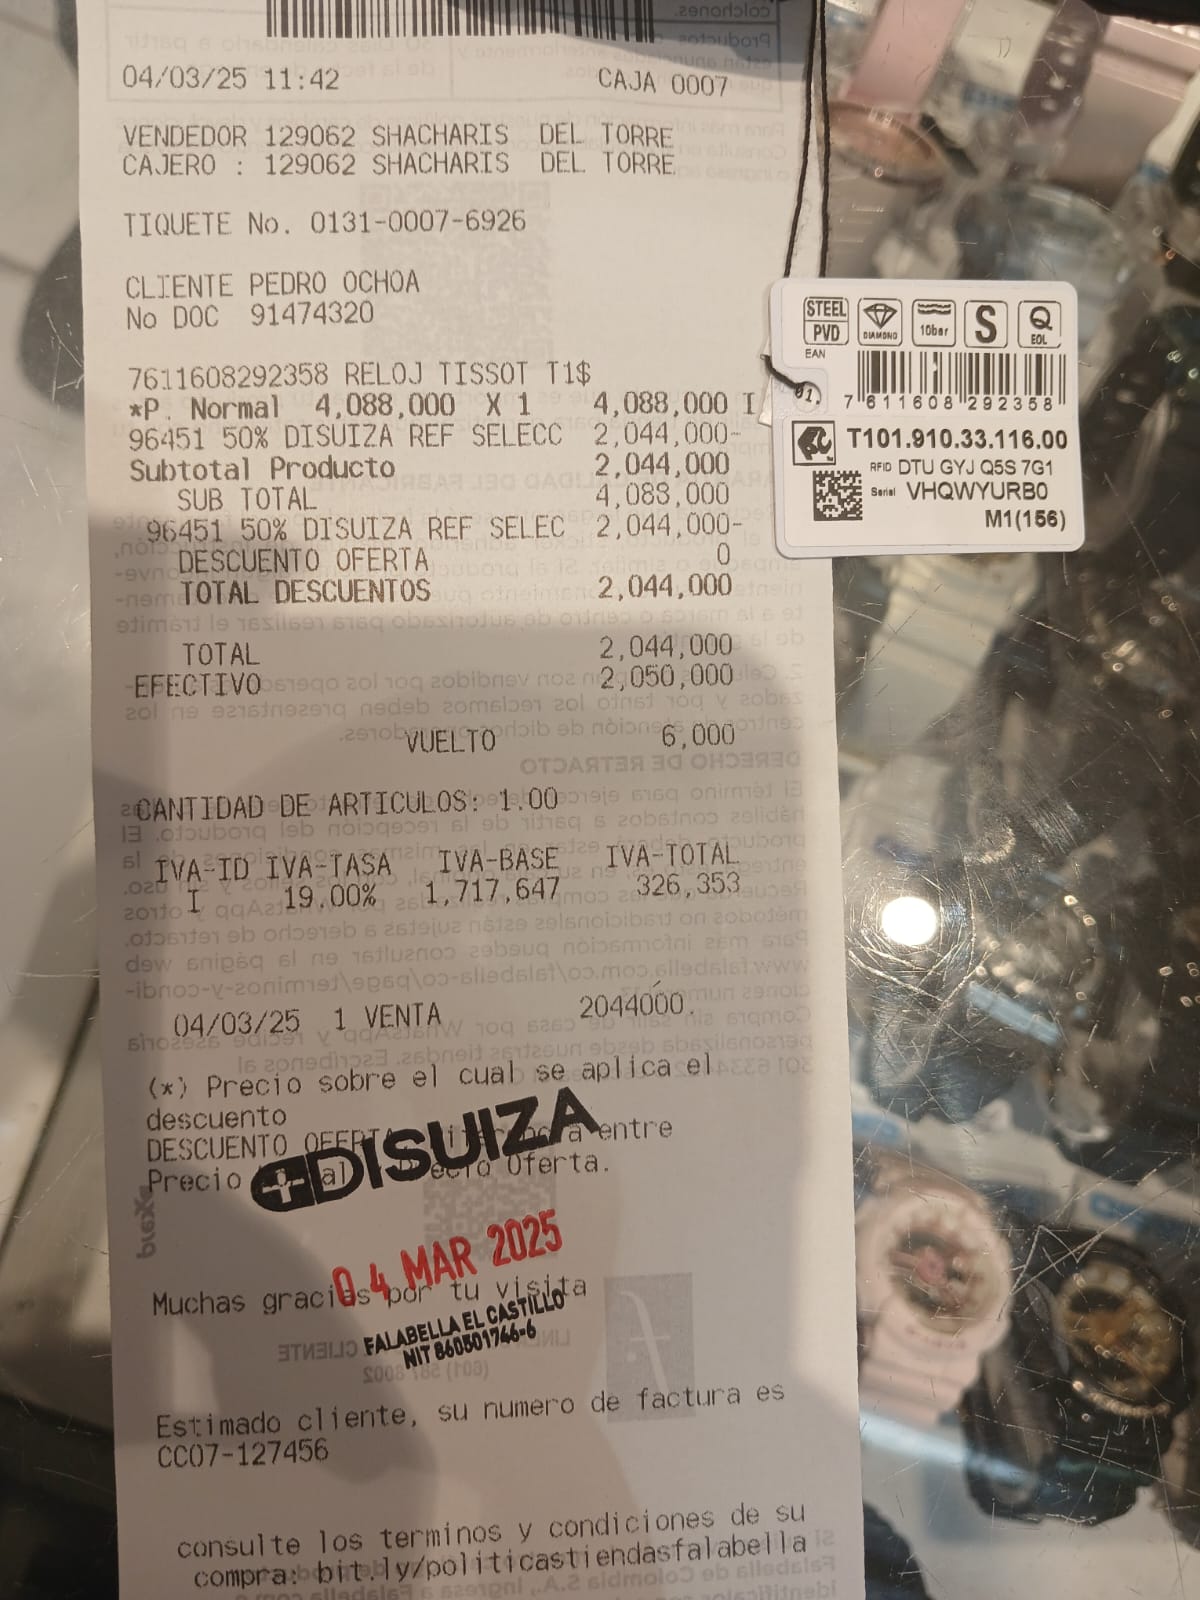 04/03/25 11:42 CAJA 0007
VENDEDOR 129062 SHACHARIS DEL TORRE
CAJERO : 129062 SHACHARIS DEL TORRE
TIQUETE No. 0131-0007-6926
CLIENTE PEDRO OCHOA
No DOC 91474320
7611608292358 RELOJ TISSOT T1$
*P. Normal 4,088,000 X 1 4,088,000 I
96451 50% DISUIZA REF SELECC 2,044,000-
Subtotal Producto 2,044,000
SUB TOTAL 4,088,000
96451 50% DISUIZA REF SELEC 2,044,000-
DESCUENTO OFERTA 0
TOTAL DESCUENTOS 2,044,000
TOTAL 2,044,000
EFECTIVO 2,050,000
VUELTO 6,000
CANTIDAD DE ARTICULOS: 1.00
IVA-ID IVA-TASA IVA-BASE IVA-TOTAL
I 19.00% 1,717,647 326,353
04/03/25 1 VENTA 2044000.
(*) Precio sobre el cual se aplica el
descuento
DESCUENTO entre
Precio Oferta.
DISUIZA
04 MAR 2025
Muchas gracias por tu visita
FALABELLA EL CASTILLO
NIT 860501746-6
Estimado cliente, su numero de factura es
CC07-127456
consulte los terminos y condiciones de su
compra: bit.ly/politicastiendasfalabella
STEEL
PVD
DIAMOND
10bar
S
Q
EOL
EAN
7 611608 292358
T101.910.33.116.00
RFID DTU GYJ Q5S 7G1
Serial VHQWYURB0
M1(156)